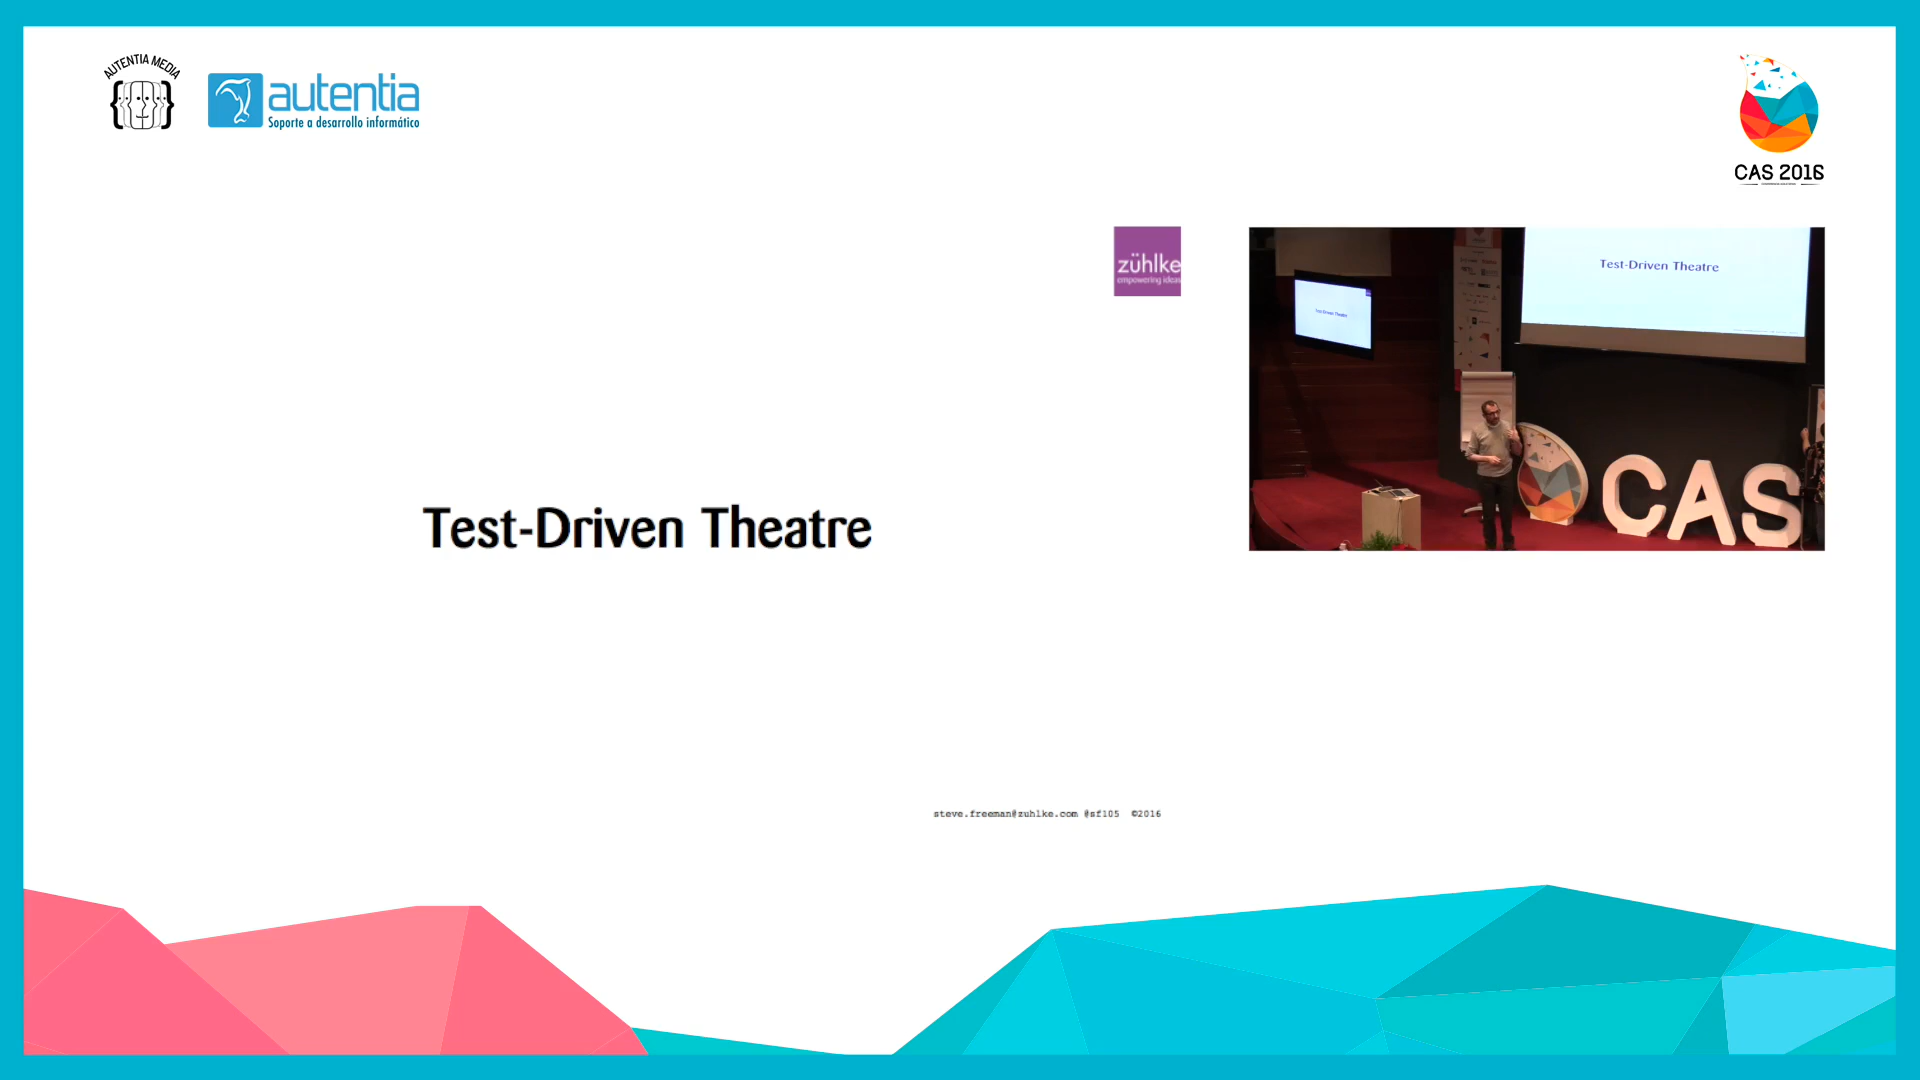 AUTENTIA MEDIA
autentia
Soporte a desarrollo informático
CAS 2016
zühlke
empowering ideas
Test-Driven Theatre
Test-Driven Theatre
Test-Driven Theatre
CAS
steve.freeman@zuhlke.com @sf105 ©2016